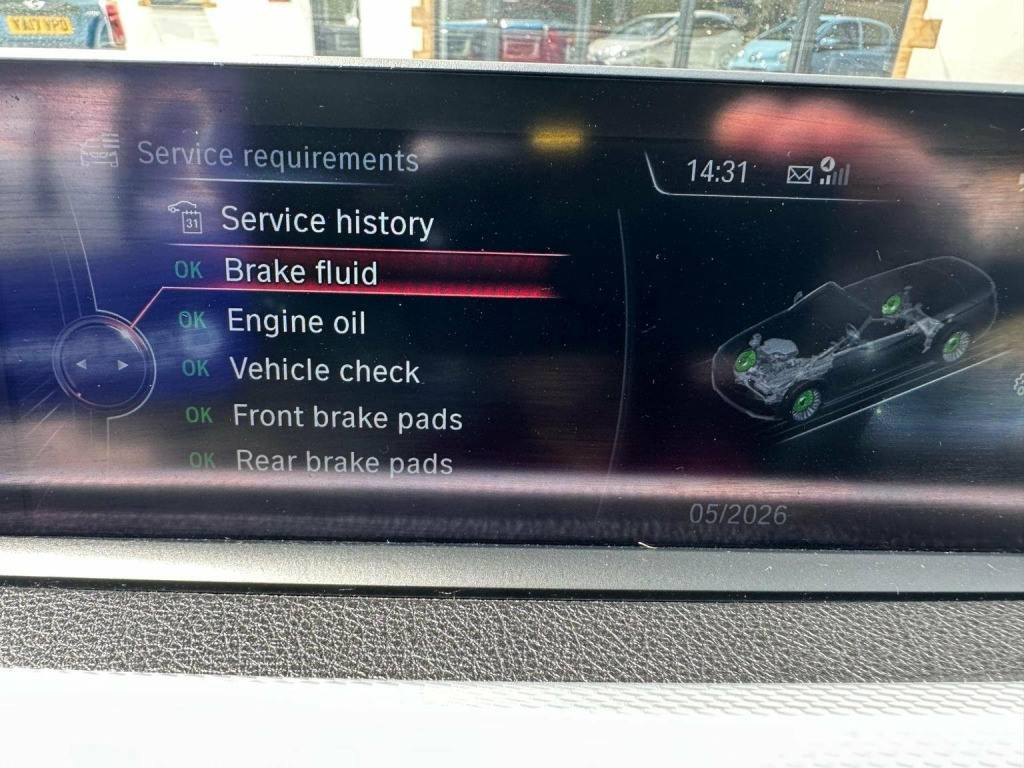 Service requirements
14:31
31
Service history
OK Brake fluid
OK Engine oil
OK Vehicle check
OK Front brake pads
OK Rear brake pads
05/2026